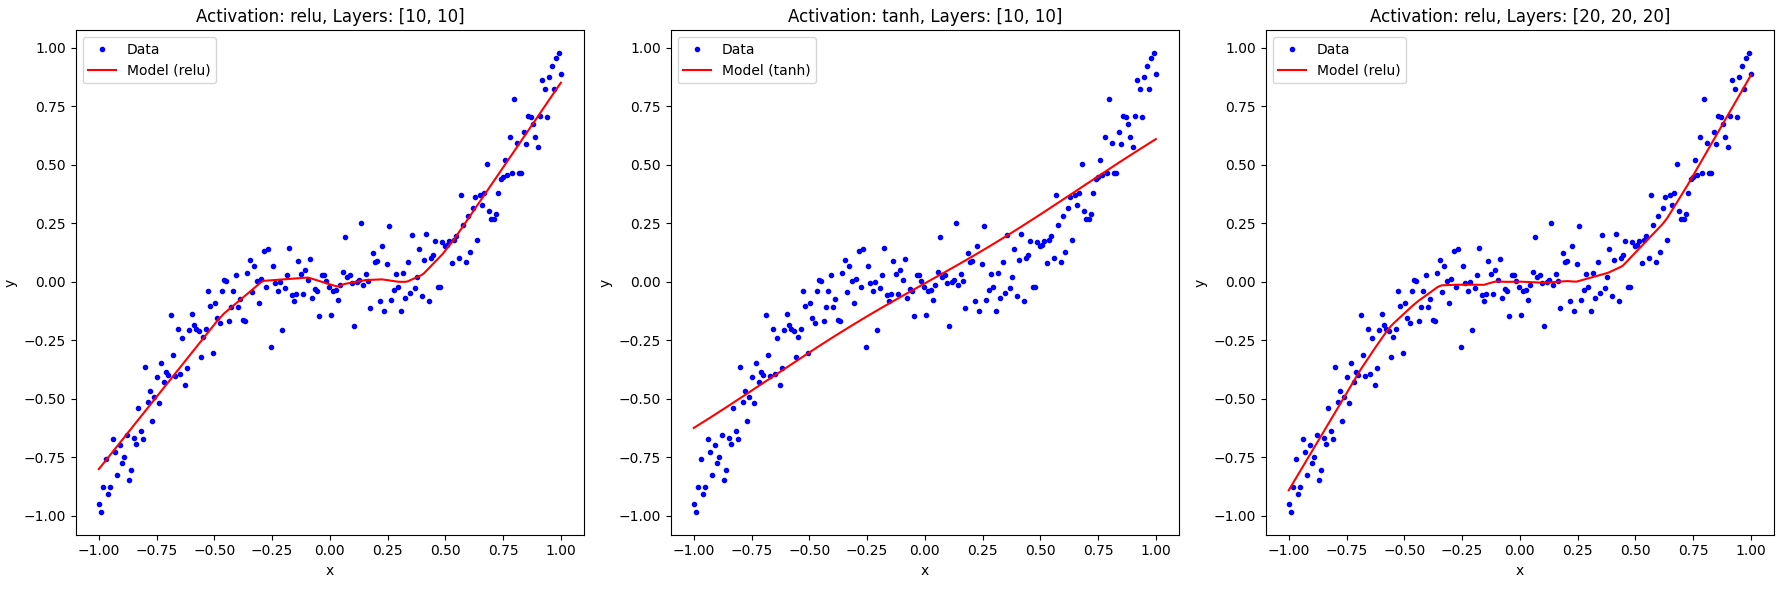 Activation: relu, Layers: [10, 10]
Data
Model (relu)
1.00
0.75
0.50
0.25
0.00
−0.25
−0.50
−0.75
−1.00
y
−1.00 −0.75 −0.50 −0.25 0.00 0.25 0.50 0.75 1.00
x
Activation: tanh, Layers: [10, 10]
Data
Model (tanh)
1.00
0.75
0.50
0.25
0.00
−0.25
−0.50
−0.75
−1.00
y
−1.00 −0.75 −0.50 −0.25 0.00 0.25 0.50 0.75 1.00
x
Activation: relu, Layers: [20, 20, 20]
Data
Model (relu)
1.00
0.75
0.50
0.25
0.00
−0.25
−0.50
−0.75
−1.00
y
−1.00 −0.75 −0.50 −0.25 0.00 0.25 0.50 0.75 1.00
x